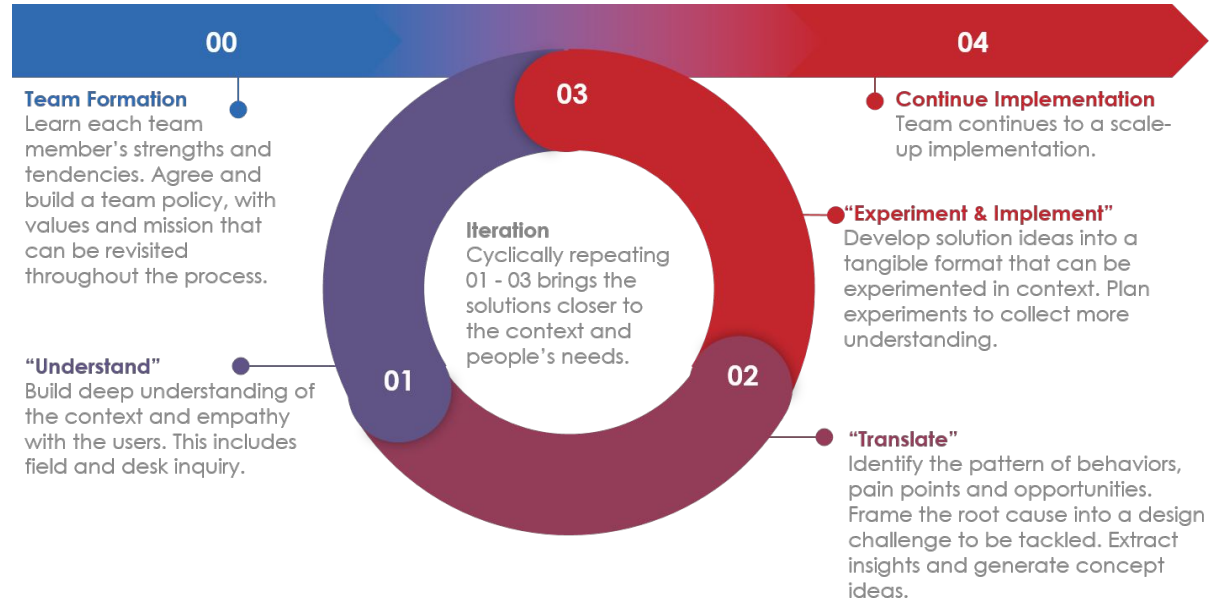 00
04
Team Formation
Learn each team
member’s strengths and
tendencies. Agree and
build a team policy, with
values and mission that
can be revisited
throughout the process.
03
Continue Implementation
Team continues to a scale-
up implementation.
“Experiment & Implement”
Develop solution ideas into a
tangible format that can be
experimented in context. Plan
experiments to collect more
understanding.
Iteration
Cyclically repeating
01 - 03 brings the
solutions closer to
the context and
people’s needs.
“Understand”
Build deep understanding of
the context and empathy
with the users. This includes
field and desk inquiry.
01
02
“Translate”
Identify the pattern of behaviors,
pain points and opportunities.
Frame the root cause into a design
challenge to be tackled. Extract
insights and generate concept
ideas.